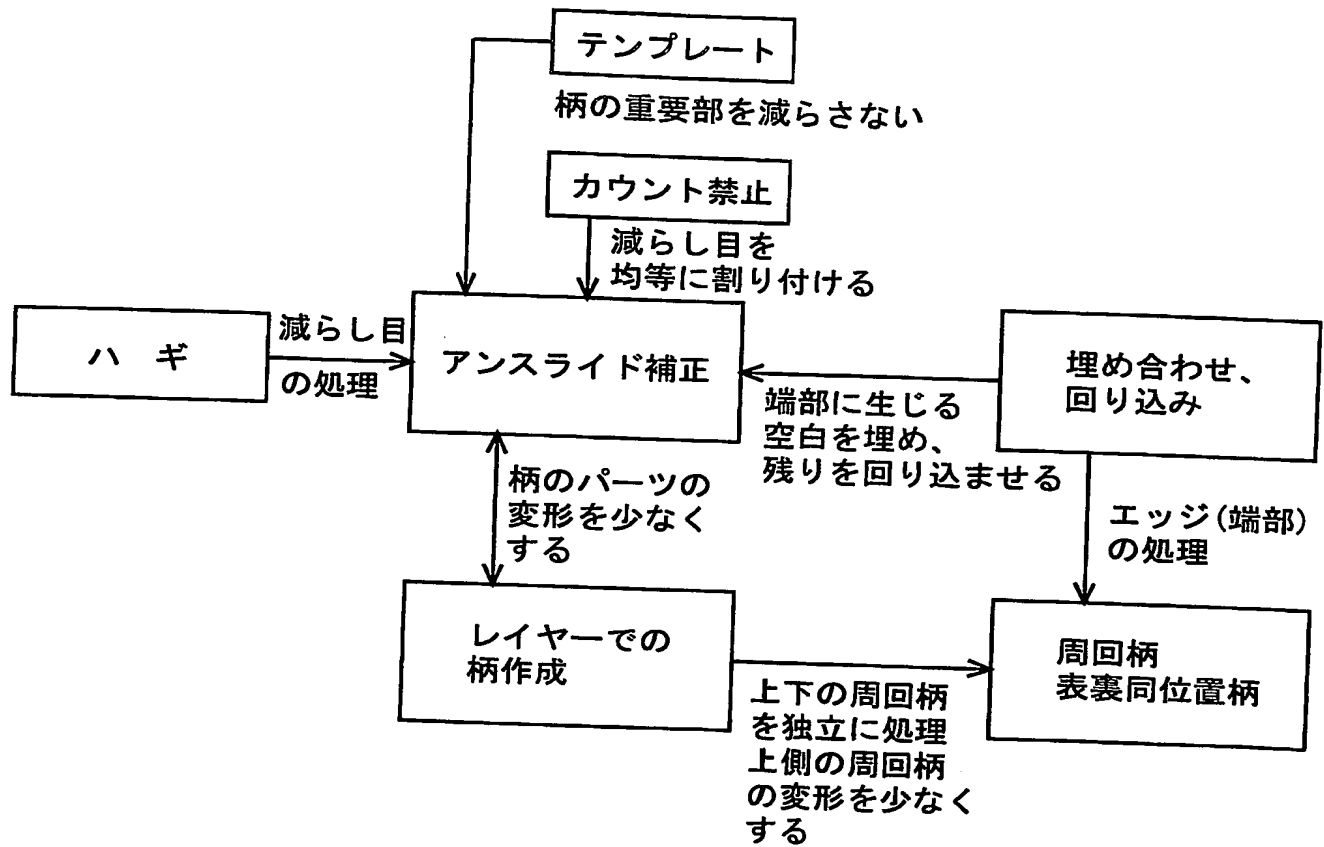 テンプレート
柄の重要部を減らさない
カウント禁止
減らし目を
均等に割り付ける
ハギ
減らし目
の処理
アンスライド補正
埋め合わせ、
回り込み
端部に生じる
空白を埋め、
残りを回り込ませる
柄のパーツの
変形を少なく
する
エッジ(端部)
の処理
レイヤーでの
柄作成
周回柄
表裏同位置柄
上下の周回柄
を独立に処理
上側の周回柄
の変形を少なく
する